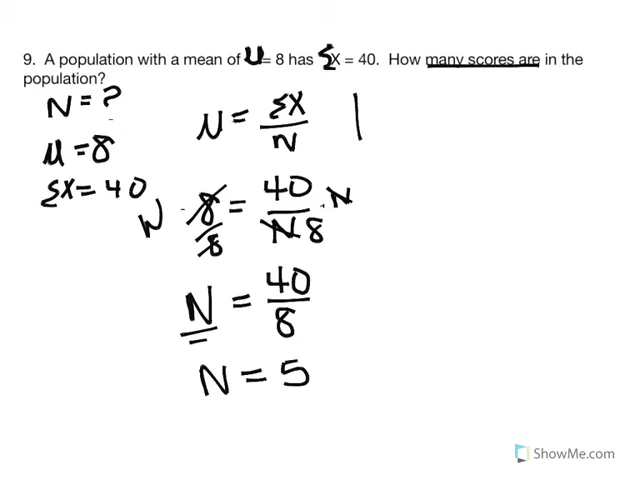 9. A population with a mean of μ = 8 has ΣX = 40. How many scores are in the
population?
N = ?
μ = 8
ΣX = 40
μ = ΣX / N
N · 8 / 8 = 40 / N 8 · N
N = 40 / 8
N = 5
ShowMe.com